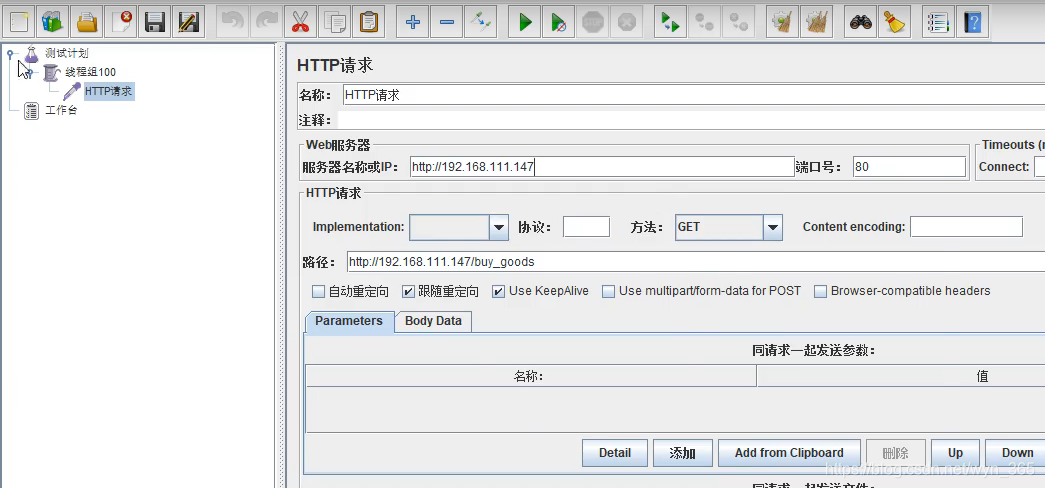 测试计划
线程组100
HTTP请求
工作台
HTTP请求
名称: HTTP请求
注释:
Web服务器
Timeouts (m
服务器名称或IP: http://192.168.111.147 端口号: 80 Connect:
HTTP请求
Implementation: 协议: 方法: GET Content encoding:
路径: http://192.168.111.147/buy_goods
自动重定向 跟随重定向 Use KeepAlive Use multipart/form-data for POST Browser-compatible headers
Parameters Body Data
同请求一起发送参数:
名称: 值
Detail 添加 Add from Clipboard 删除 Up Down
https://blog.csdn.net/wyn_365
同请求一起发送文件: